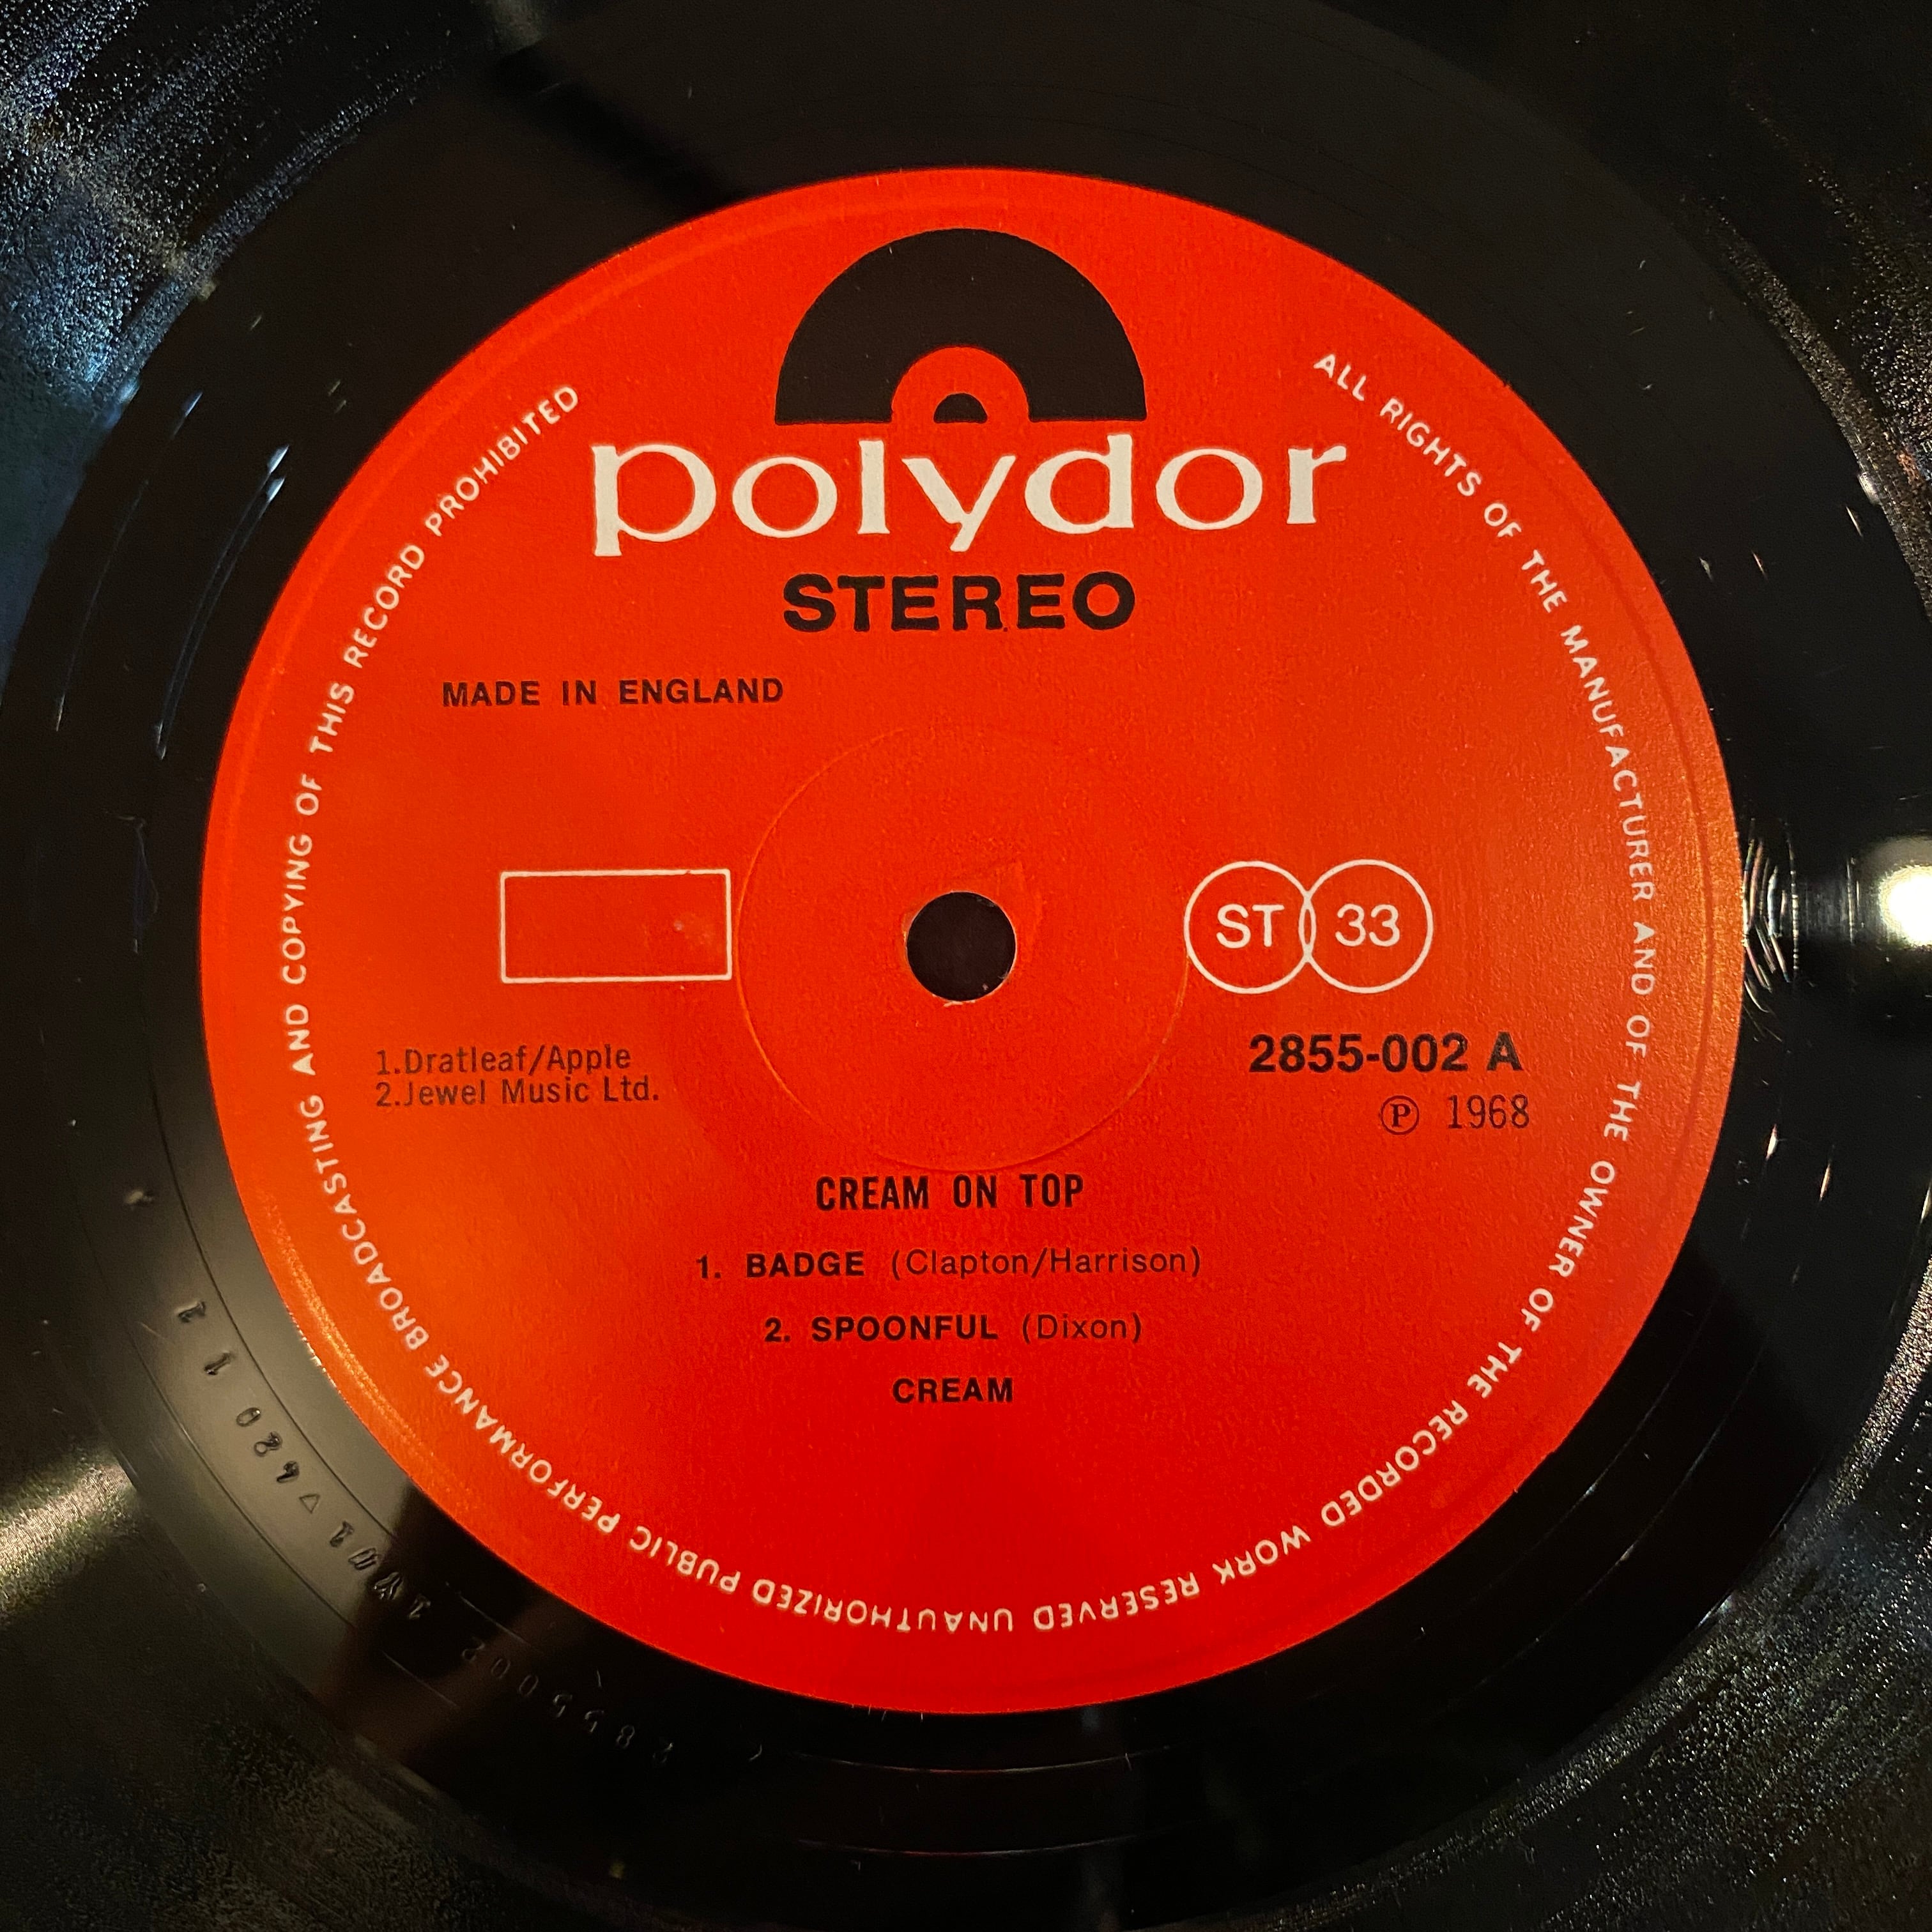 polydor
STEREO
MADE IN ENGLAND
ST 33
1.Dratleaf/Apple
2.Jewel Music Ltd.
2855-002 A
Ⓟ 1968
CREAM ON TOP
1. BADGE (Clapton/Harrison)
2. SPOONFUL (Dixon)
CREAM
ALL RIGHTS OF THE MANUFACTURER AND OF THE OWNER OF THE RECORDED WORK RESERVED UNAUTHORIZED PUBLIC PERFORMANCE BROADCASTING AND COPYING OF THIS RECORD PROHIBITED